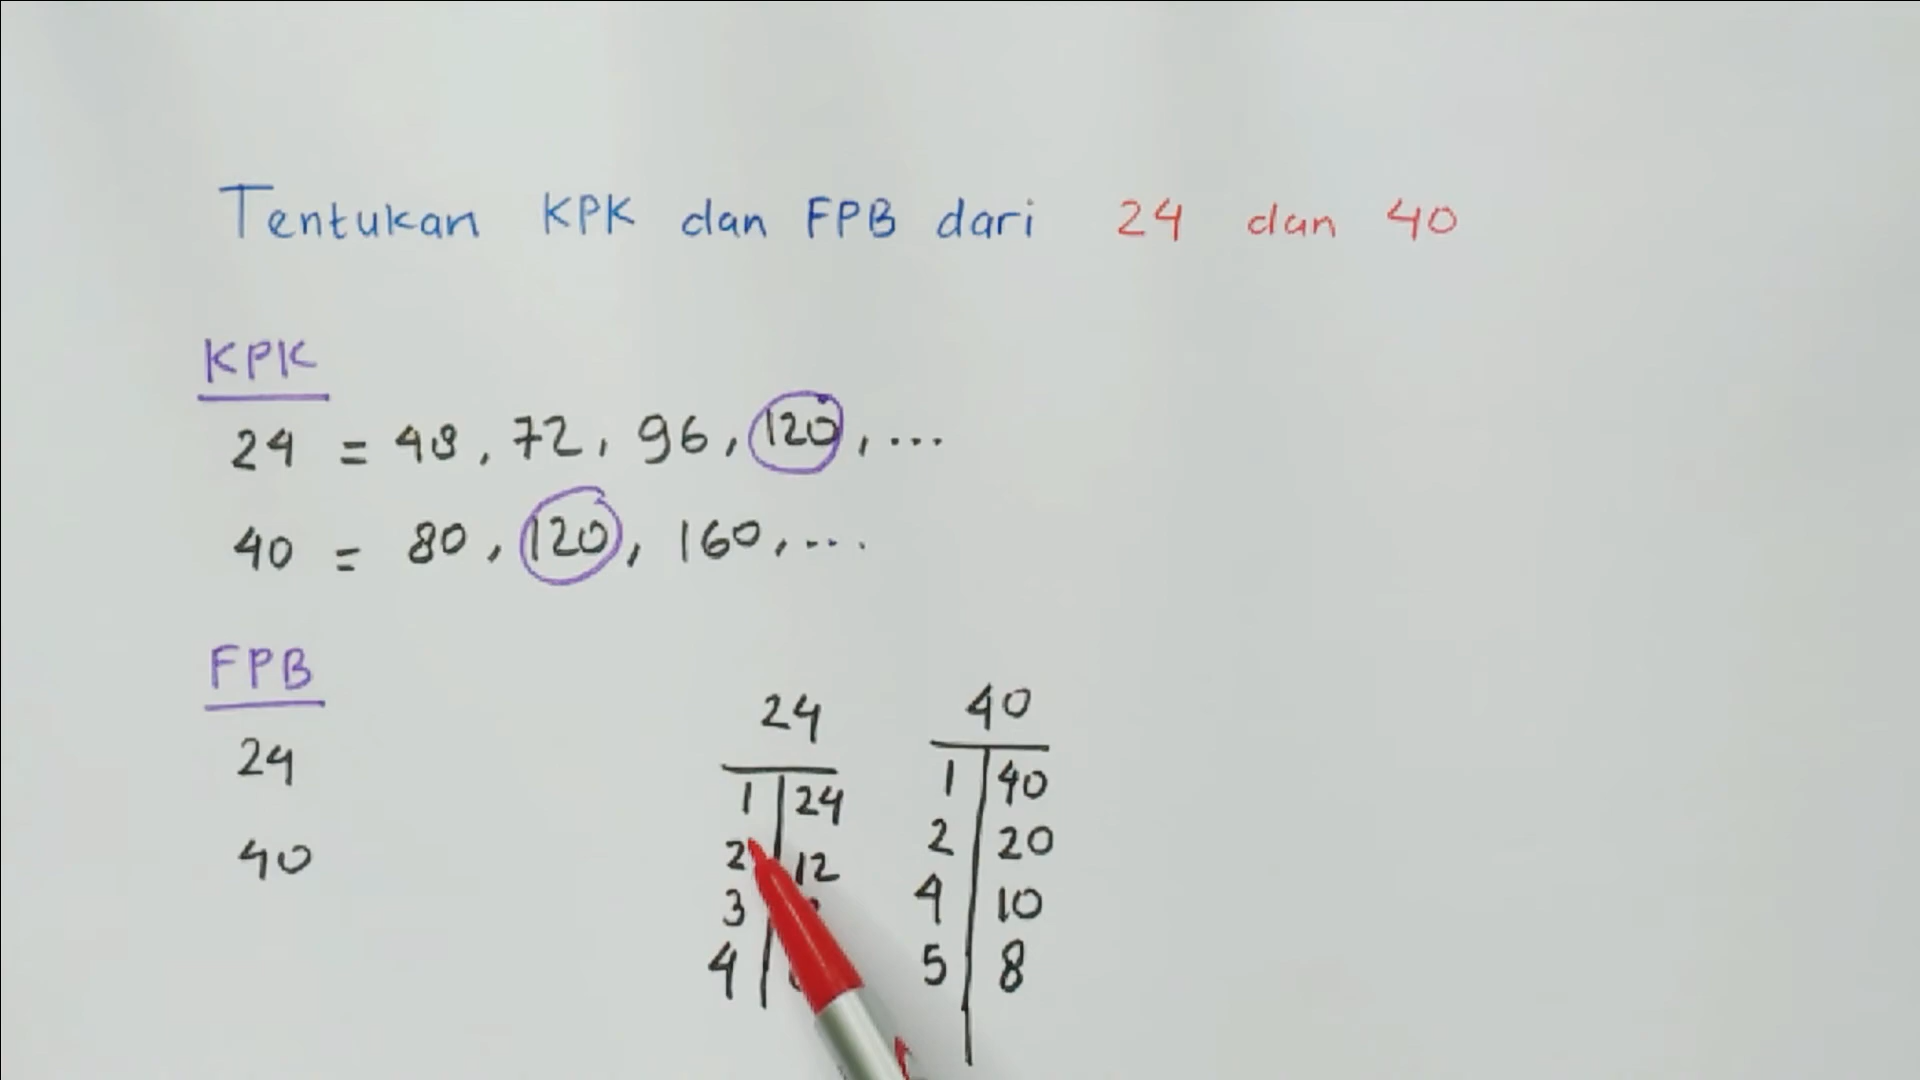 Tentukan KPK dan FPB dari 24 dan 40
KPK
24 = 48, 72, 96, 120, ...
40 = 80, 120, 160, ...
FPB
24
40
24
1 24
2 12
3
4
40
1 40
2 20
4 10
5 8